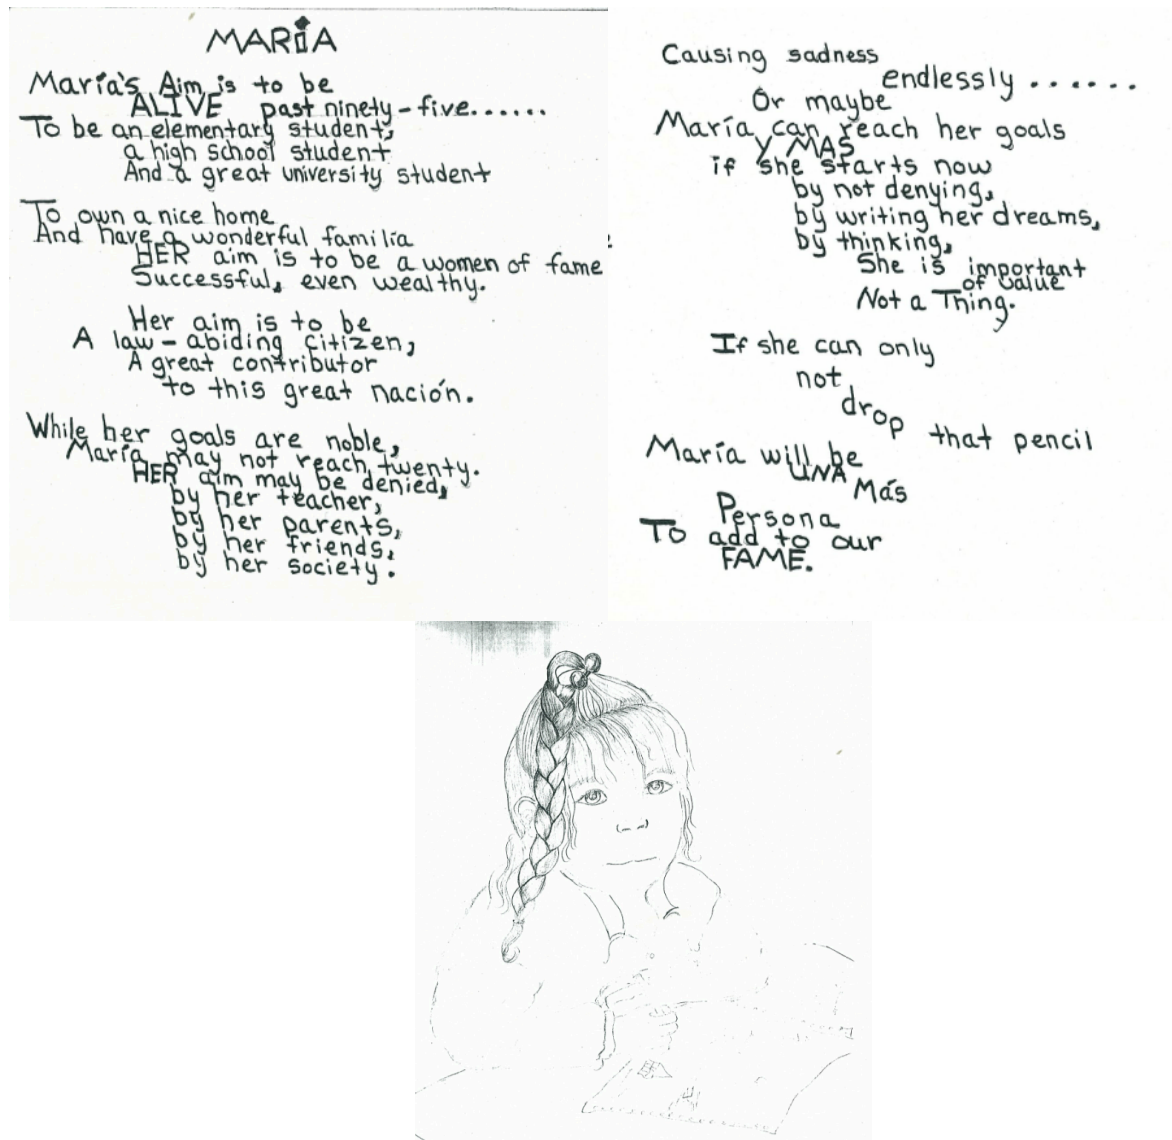 MARíA
María's Aim is to be
ALIVE past ninety-five......
To be an elementary student,
a high school student
And a great university student
To own a nice home
And have a wonderful familía
HER aim is to be a women of fame
Successful, even wealthy.
Her aim is to be
A law-abiding citizen,
A great contributor
to this great nación.
While her goals are noble,
María may not reach twenty.
HER aim may be denied,
by her teacher,
by her parents,
by her friends,
by her society.
Causing sadness
endlessly ......
Or maybe
María can reach her goals
Y MAS
if she starts now
by not denying,
by writing her dreams,
by thinking,
She is important
of value
Not a Thing.
If she can only
not
drop that pencil
María will be
UNA
Más
Persona
To add to our
FAME.